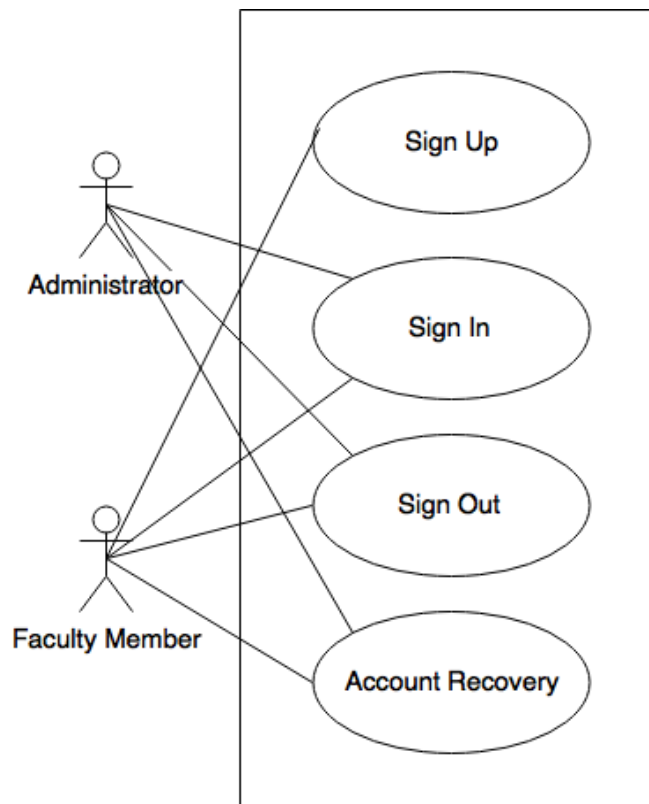 Sign Up
Administrator
Sign In
Sign Out
Faculty Member
Account Recovery